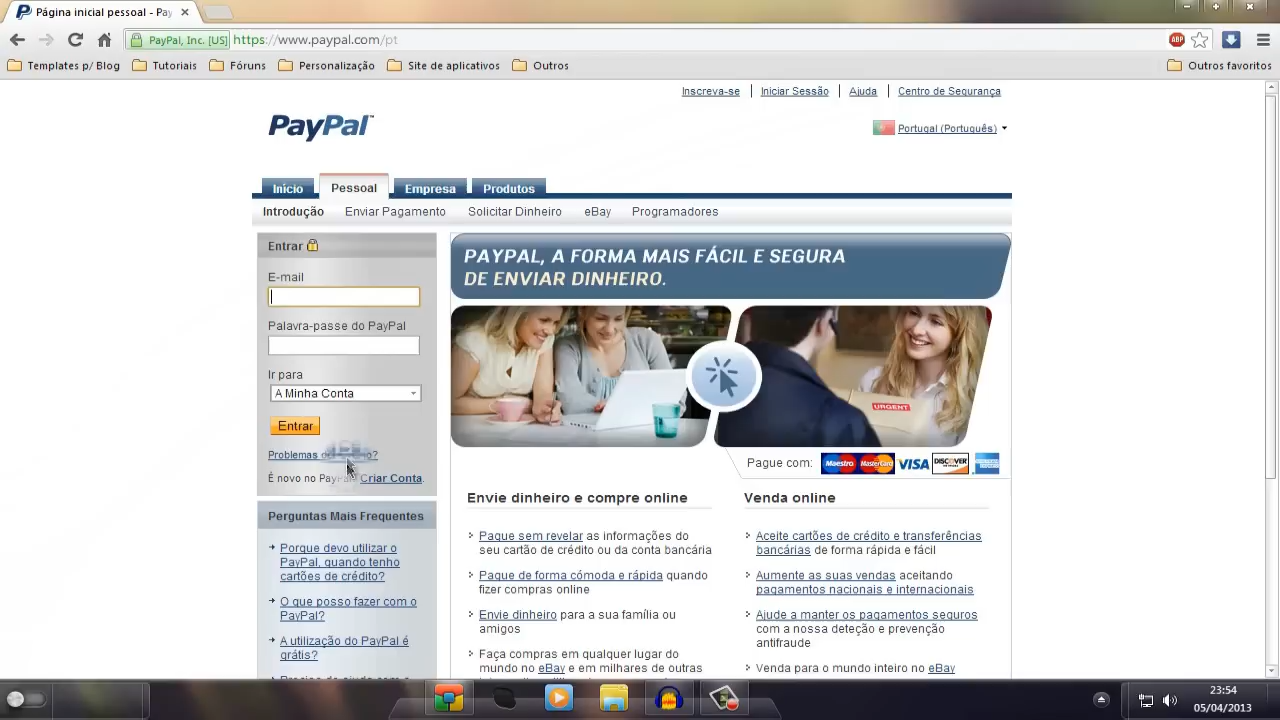 Página inicial pessoal - Pay
PayPal, Inc. [US] https://www.paypal.com/pt
ABP
Templates p/ Blog Tutoriais Fóruns Personalização Site de aplicativos Outros Outros favoritos
Inscreva-se Iniciar Sessão Ajuda Centro de Segurança
PayPal
Portugal (Português)
Início Pessoal Empresa Produtos
Introdução Enviar Pagamento Solicitar Dinheiro eBay Programadores
Entrar
E-mail
Palavra-passe do PayPal
Ir para
A Minha Conta
Entrar
Problemas
É novo no Criar Conta.
Perguntas Mais Frequentes
Porque devo utilizar o
PayPal, quando tenho
cartões de crédito?
O que posso fazer com o
PayPal?
A utilização do PayPal é
grátis?
PAYPAL, A FORMA MAIS FÁCIL E SEGURA
DE ENVIAR DINHEIRO.
URGENT
Pague com: Maestro MasterCard VISA DISCOVER
Envie dinheiro e compre online
Pague sem revelar as informações do
seu cartão de crédito ou da conta bancária
Pague de forma cómoda e rápida quando
fizer compras online
Envie dinheiro para a sua família ou
amigos
Faça compras em qualquer lugar do
mundo no eBay e em milhares de outras
Venda online
Aceite cartões de crédito e transferências
bancárias de forma rápida e fácil
Aumente as suas vendas aceitando
pagamentos nacionais e internacionais
Ajude a manter os pagamentos seguros
com a nossa deteção e prevenção
antifraude
Venda para o mundo inteiro no eBay
23:54
05/04/2013